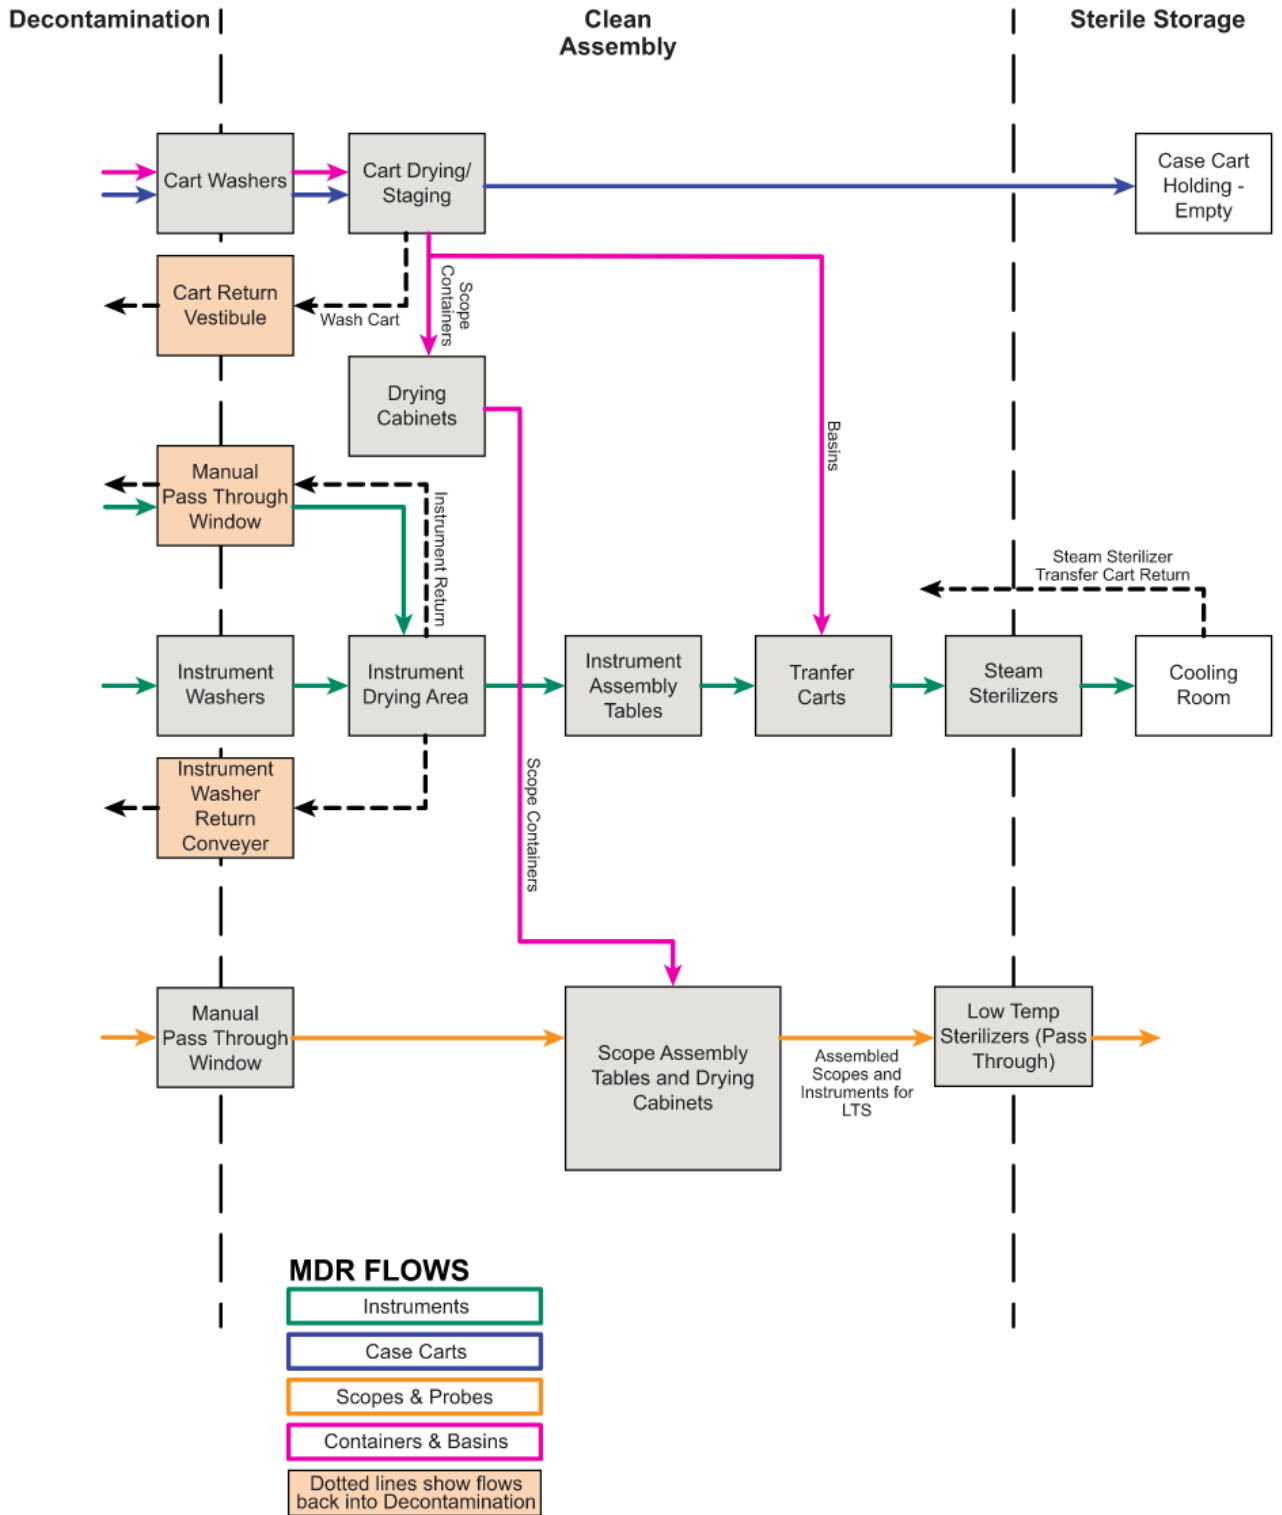 Decontamination
Clean
Assembly
Sterile Storage
Cart Washers
Cart Drying/
Staging
Case Cart
Holding -
Empty
Cart Return
Vestibule
Wash Cart
Scope
Containers
Drying
Cabinets
Basins
Manual
Pass Through
Window
Instrument Return
Steam Sterilizer
Transfer Cart Return
Instrument
Washers
Instrument
Drying Area
Instrument
Assembly
Tables
Tranfer
Carts
Steam
Sterilizers
Cooling
Room
Instrument
Washer
Return
Conveyer
Scope Containers
Manual
Pass Through
Window
Scope Assembly
Tables and Drying
Cabinets
Assembled
Scopes and
Instruments for
LTS
Low Temp
Sterilizers (Pass
Through)
MDR FLOWS
Instruments
Case Carts
Scopes & Probes
Containers & Basins
Dotted lines show flows
back into Decontamination